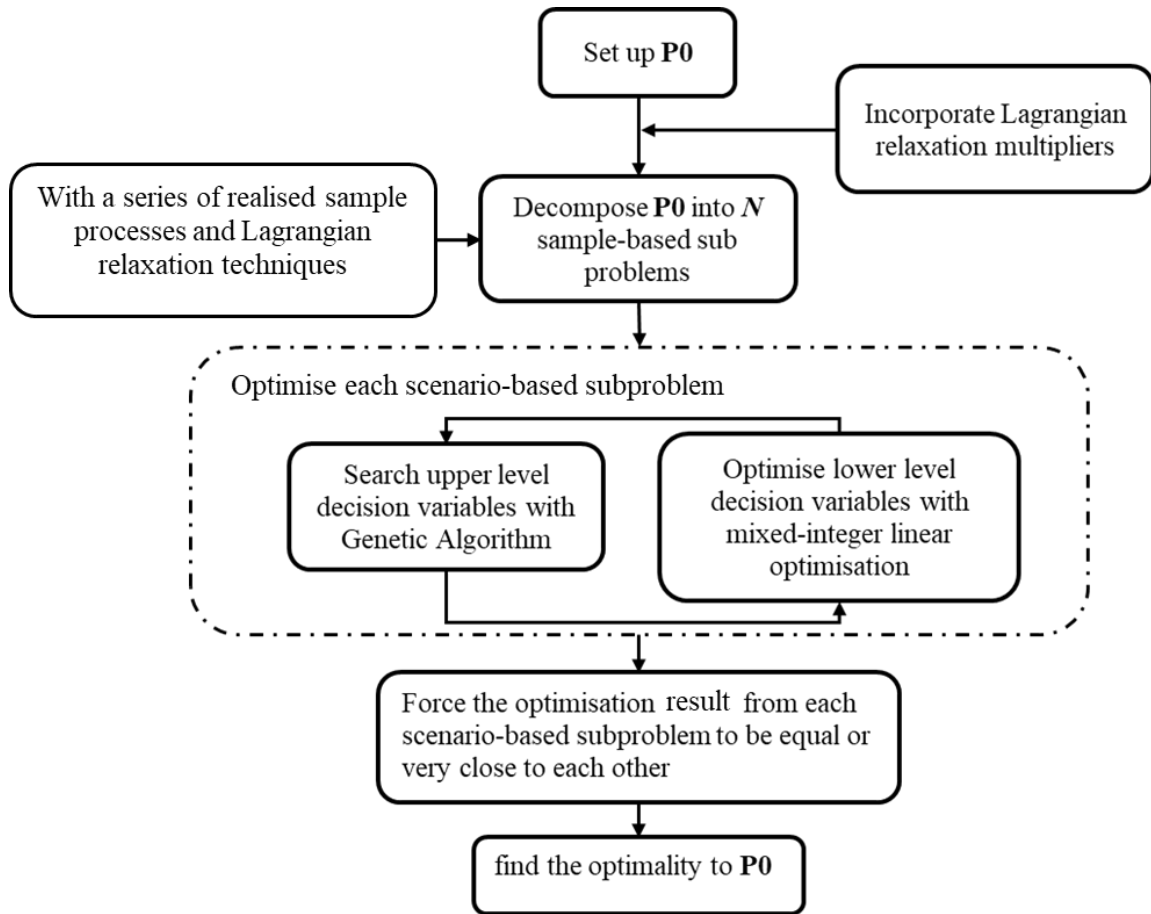 Set up P0
Incorporate Lagrangian
relaxation multipliers
With a series of realised sample
processes and Lagrangian
relaxation techniques
Decompose P0 into N
sample-based sub
problems
Optimise each scenario-based subproblem
Search upper level
decision variables with
Genetic Algorithm
Optimise lower level
decision variables with
mixed-integer linear
optimisation
Force the optimisation result from each
scenario-based subproblem to be equal or
very close to each other
find the optimality to P0